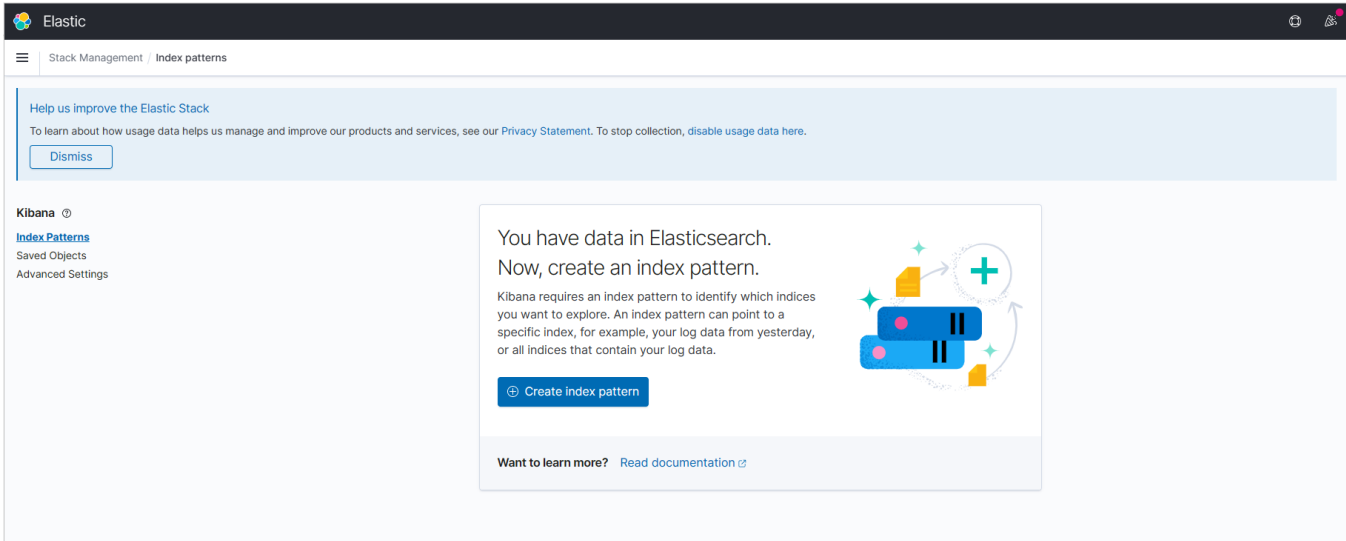 Elastic
Stack Management / Index patterns
Help us improve the Elastic Stack
To learn about how usage data helps us manage and improve our products and services, see our Privacy Statement. To stop collection, disable usage data here.
Dismiss
Kibana
Index Patterns
Saved Objects
Advanced Settings
You have data in Elasticsearch.
Now, create an index pattern.
Kibana requires an index pattern to identify which indices
you want to explore. An index pattern can point to a
specific index, for example, your log data from yesterday,
or all indices that contain your log data.
Create index pattern
Want to learn more? Read documentation